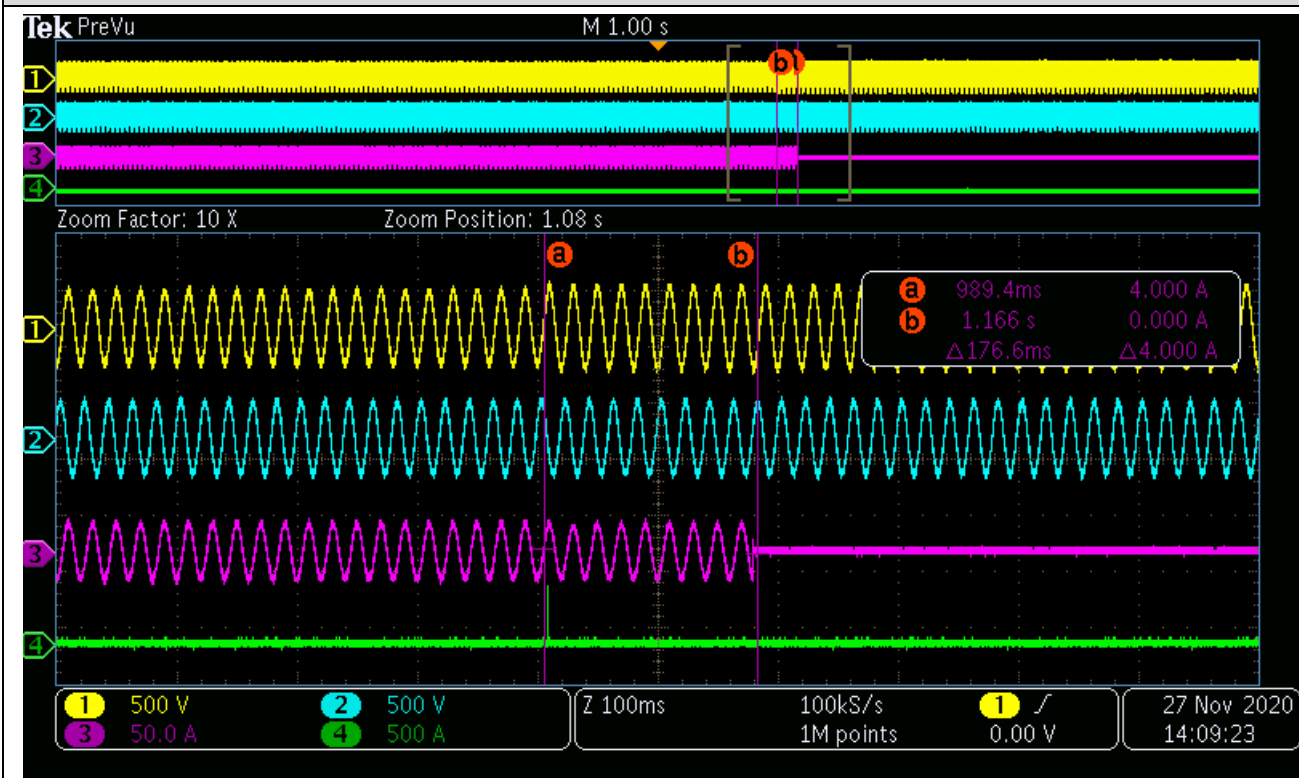 Tek PreVu M 1.00 s
b
1
2
3
4
Zoom Factor: 10 X Zoom Position: 1.08 s
a b
a 989.4ms 4.000 A
b 1.166 s 0.000 A
△176.6ms △4.000 A
1
2
3
4
1 500 V 2 500 V Z 100ms 100kS/s 1 0.00 V 27 Nov 2020
3 50.0 A 4 500 A 1M points 14:09:23